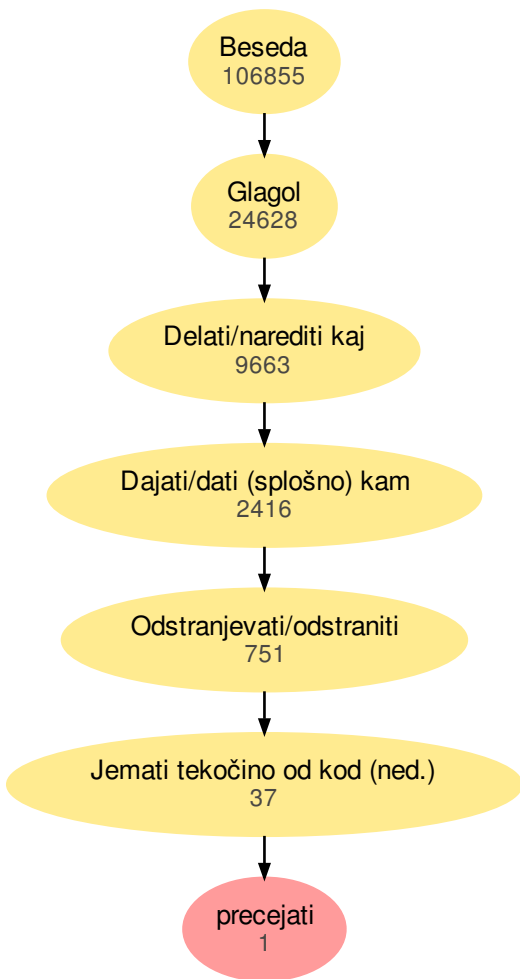 Beseda
106855
Glagol
24628
Delati/narediti kaj
9663
Dajati/dati (splošno) kam
2416
Odstranjevati/odstraniti
751
Jemati tekočino od kod (ned.)
37
precejati
1